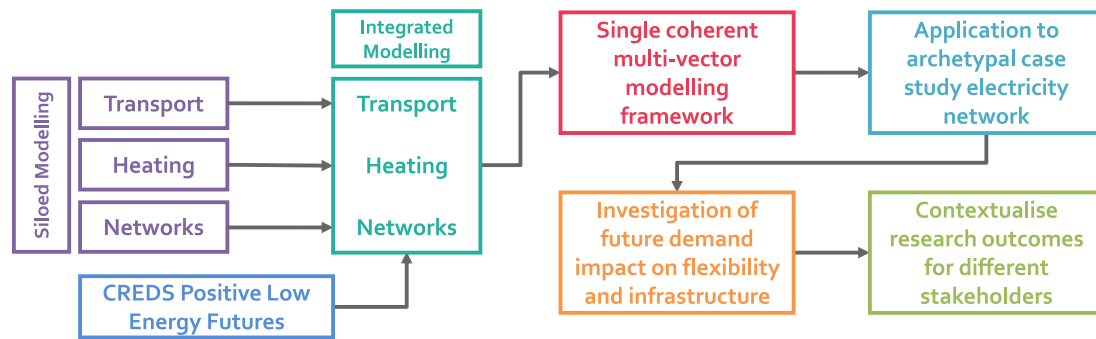 Siloed Modelling
Transport
Heating
Networks
CREDS Positive Low
Energy Futures
Integrated
Modelling
Transport
Heating
Networks
Single coherent
multi-vector
modelling
framework
Application to
archetypal case
study electricity
network
Investigation of
future demand
impact on flexibility
and infrastructure
Contextualise
research outcomes
for different
stakeholders